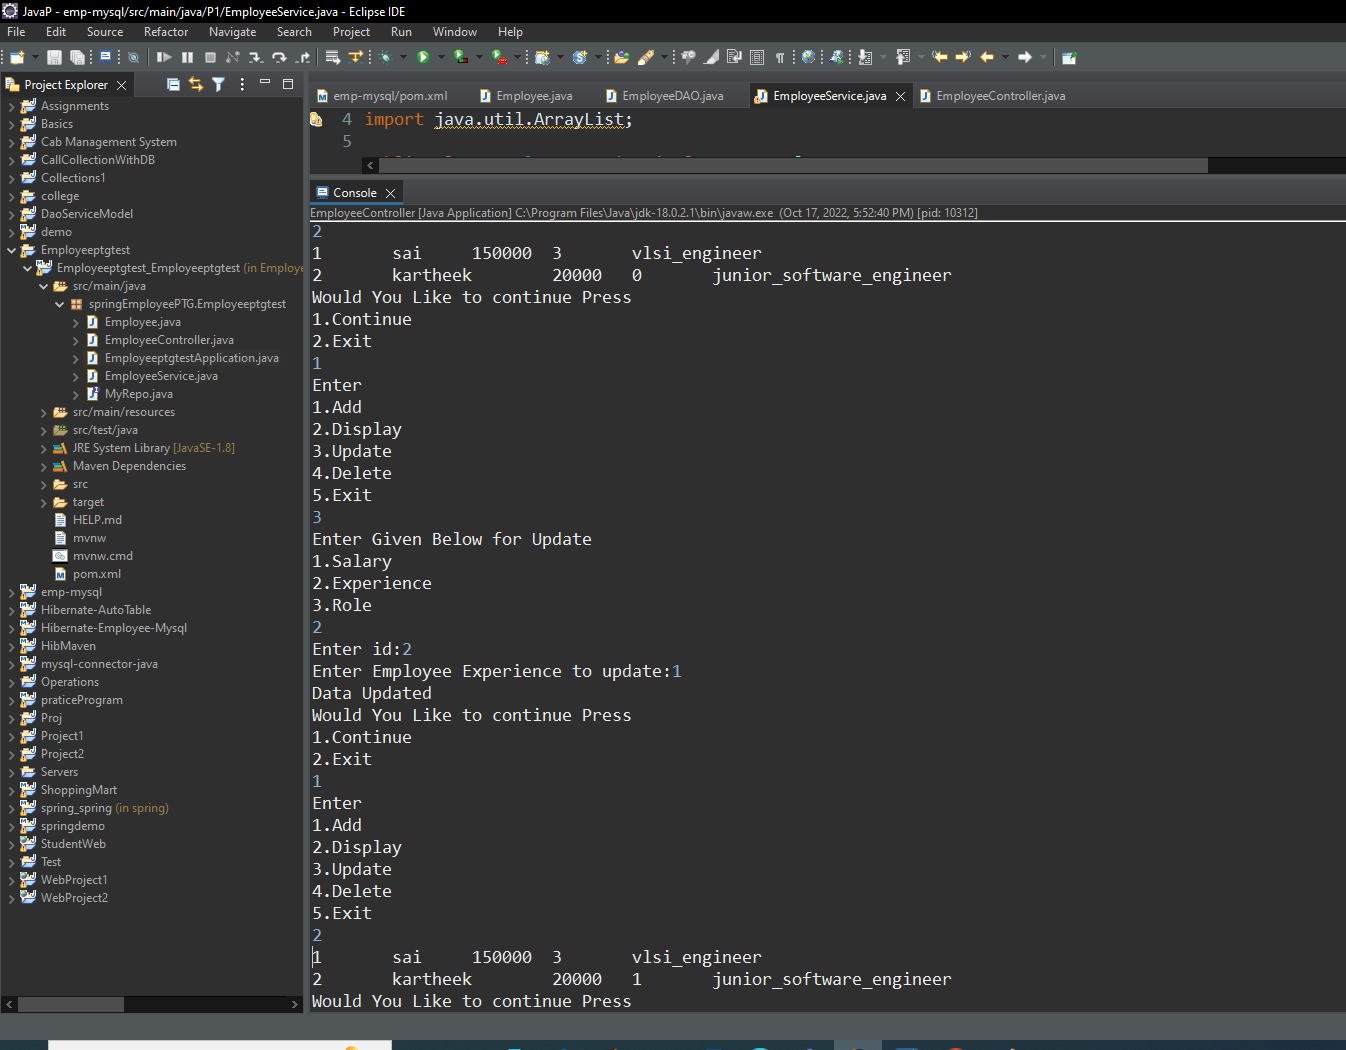 JavaP - emp-mysql/src/main/java/P1/EmployeeService.java - Eclipse IDE
File Edit Source Refactor Navigate Search Project Run Window Help
Project Explorer
Assignments
Basics
Cab Management System
CallCollectionWithDB
Collections1
college
DaoServiceModel
demo
Employeeptgtest
Employeeptgtest_Employeeptgtest (in Employe
src/main/java
springEmployeePTG.Employeeptgtest
Employee.java
EmployeeController.java
EmployeeptgtestApplication.java
EmployeeService.java
MyRepo.java
src/main/resources
src/test/java
JRE System Library [JavaSE-1.8]
Maven Dependencies
src
target
HELP.md
mvnw
mvnw.cmd
pom.xml
emp-mysql
Hibernate-AutoTable
Hibernate-Employee-Mysql
HibMaven
mysql-connector-java
Operations
praticeProgram
Proj
Project1
Project2
Servers
ShoppingMart
spring_spring (in spring)
springdemo
StudentWeb
Test
WebProject1
WebProject2
emp-mysql/pom.xml Employee.java EmployeeDAO.java EmployeeService.java EmployeeController.java
4 import java.util.ArrayList;
5
Console
EmployeeController [Java Application] C:\Program Files\Java\jdk-18.0.2.1\bin\javaw.exe (Oct 17, 2022, 5:52:40 PM) [pid: 10312]
2
1 sai 150000 3 vlsi_engineer
2 kartheek 20000 0 junior_software_engineer
Would You Like to continue Press
1.Continue
2.Exit
1
Enter
1.Add
2.Display
3.Update
4.Delete
5.Exit
3
Enter Given Below for Update
1.Salary
2.Experience
3.Role
2
Enter id:2
Enter Employee Experience to update:1
Data Updated
Would You Like to continue Press
1.Continue
2.Exit
1
Enter
1.Add
2.Display
3.Update
4.Delete
5.Exit
2
1 sai 150000 3 vlsi_engineer
2 kartheek 20000 1 junior_software_engineer
Would You Like to continue Press